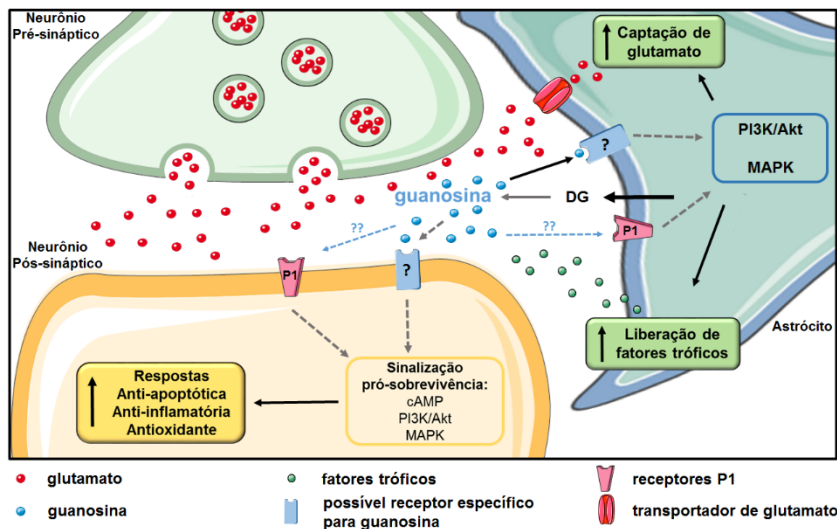 Neurônio
Pré-sináptico
Captação de
glutamato
?
PI3K/Akt
MAPK
guanosina
DG
??
??
P1
Neurônio
Pós-sináptico
P1
?
Astrócito
Liberação de
fatores tróficos
Respostas
Anti-apoptótica
Anti-inflamatória
Antioxidante
Sinalização
pró-sobrevivência:
cAMP
PI3K/Akt
MAPK
glutamato
fatores tróficos
receptores P1
guanosina
possível receptor específico
para guanosina
transportador de glutamato